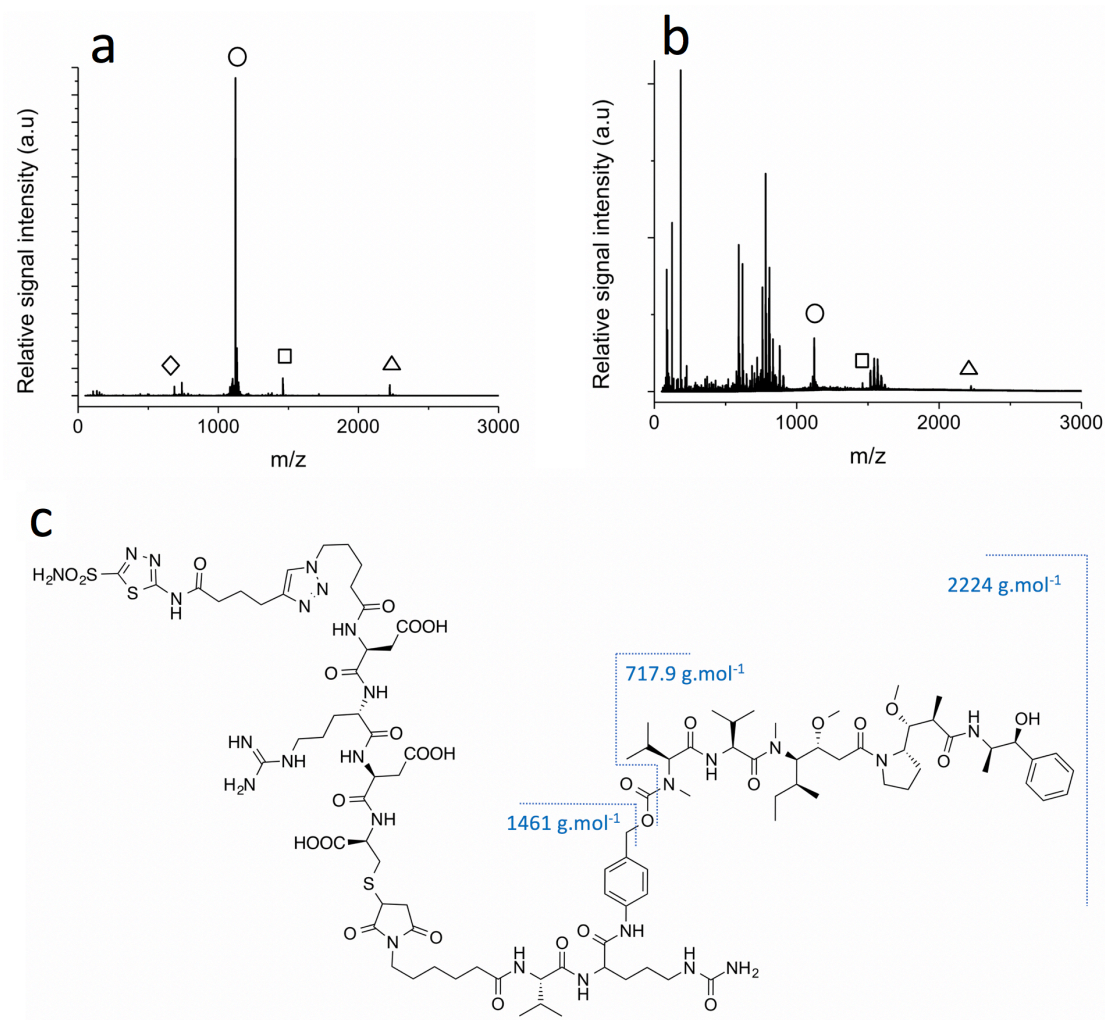 a
b
Relative signal intensity (a.u)
Relative signal intensity (a.u)
0 1000 2000 3000
0 1000 2000 3000
m/z
m/z
c
N N
H₂NO₂S
S
N
H
O
N
N
N
O
HN
COOH
O
NH
2224 g.mol⁻¹
717.9 g.mol⁻¹
HN
NH
H₂N
O
HN
COOH
O
NH
HOOC
S
O
N
O
O
N
H
O
N
O
O
N
O
O
N
H
OH
O
N
O
1461 g.mol⁻¹
O
NH
O
N
H
O
N
H
O
H
N
NH₂
O